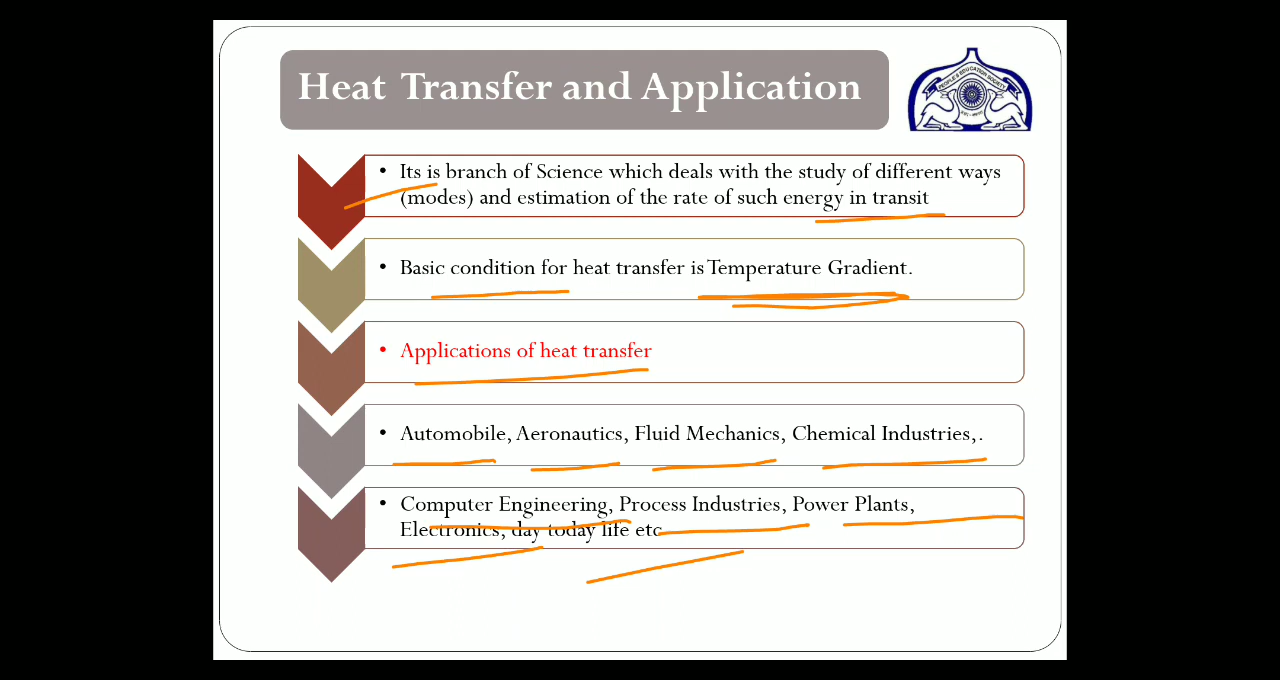 Heat Transfer and Application
PEOPLE'S EDUCATION SOCIETY
• Its is branch of Science which deals with the study of different ways
(modes) and estimation of the rate of such energy in transit
• Basic condition for heat transfer is Temperature Gradient.
• Applications of heat transfer
• Automobile, Aeronautics, Fluid Mechanics, Chemical Industries,.
• Computer Engineering, Process Industries, Power Plants,
Electronics, day today life etc